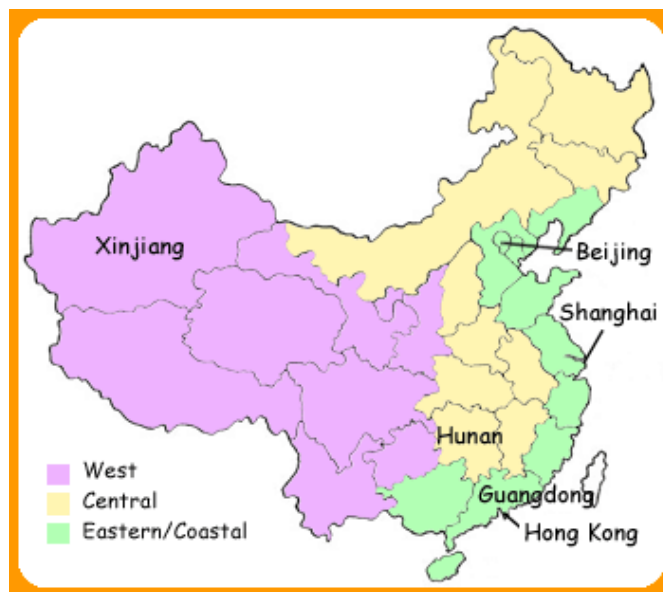 Xinjiang
Beijing
Shanghai
Hunan
West
Central
Guangdong
Eastern/Coastal
Hong Kong